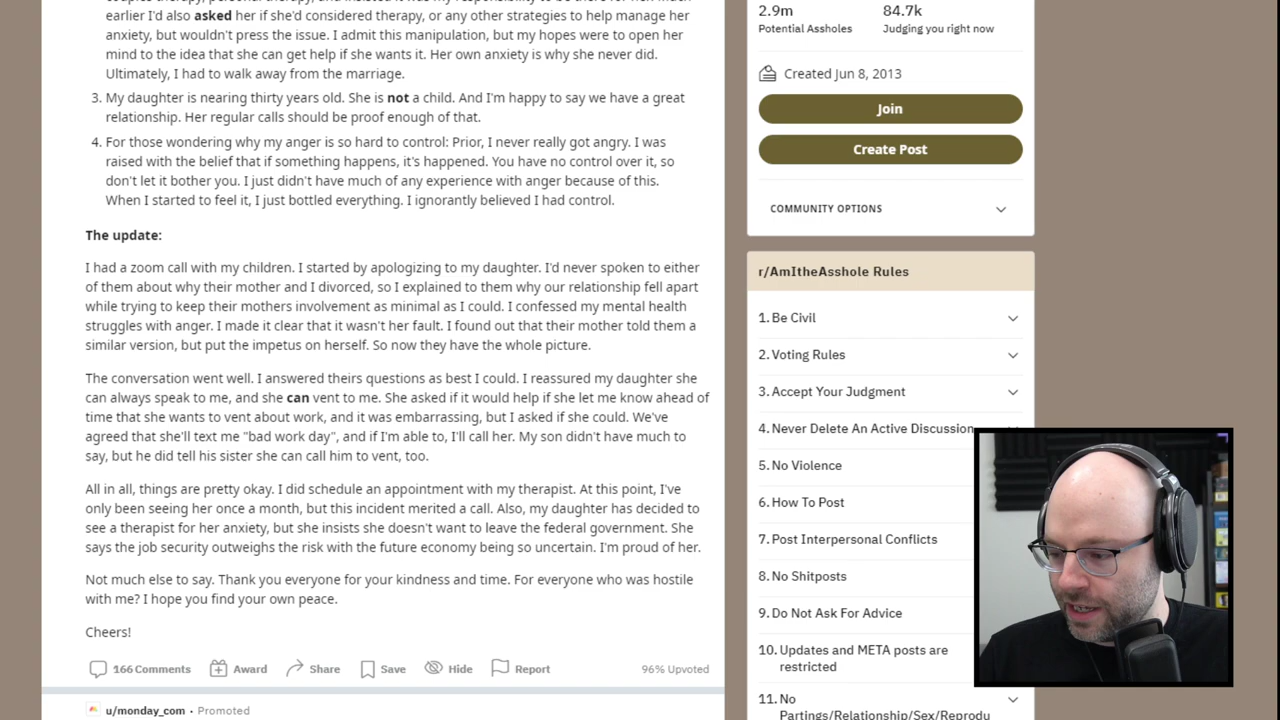 earlier I'd also asked her if she'd considered therapy, or any other strategies to help manage her
anxiety, but wouldn't press the issue. I admit this manipulation, but my hopes were to open her
mind to the idea that she can get help if she wants it. Her own anxiety is why she never did.
Ultimately, I had to walk away from the marriage.
3. My daughter is nearing thirty years old. She is not a child. And I'm happy to say we have a great
relationship. Her regular calls should be proof enough of that.
4. For those wondering why my anger is so hard to control: Prior, I never really got angry. I was
raised with the belief that if something happens, it's happened. You have no control over it, so
don't let it bother you. I just didn't have much of any experience with anger because of this.
When I started to feel it, I just bottled everything. I ignorantly believed I had control.
The update:
I had a zoom call with my children. I started by apologizing to my daughter. I'd never spoken to either
of them about why their mother and I divorced, so I explained to them why our relationship fell apart
while trying to keep their mothers involvement as minimal as I could. I confessed my mental health
struggles with anger. I made it clear that it wasn't her fault. I found out that their mother told them a
similar version, but put the impetus on herself. So now they have the whole picture.
The conversation went well. I answered theirs questions as best I could. I reassured my daughter she
can always speak to me, and she can vent to me. She asked if it would help if she let me know ahead of
time that she wants to vent about work, and it was embarrassing, but I asked if she could. We've
agreed that she'll text me "bad work day", and if I'm able to, I'll call her. My son didn't have much to
say, but he did tell his sister she can call him to vent, too.
All in all, things are pretty okay. I did schedule an appointment with my therapist. At this point, I've
only been seeing her once a month, but this incident merited a call. Also, my daughter has decided to
see a therapist for her anxiety, but she insists she doesn't want to leave the federal government. She
says the job security outweighs the risk with the future economy being so uncertain. I'm proud of her.
Not much else to say. Thank you everyone for your kindness and time. For everyone who was hostile
with me? I hope you find your own peace.
Cheers!
166 Comments Award Share Save Hide Report 96% Upvoted
u/monday_com • Promoted
2.9m 84.7k
Potential Assholes Judging you right now
Created Jun 8, 2013
Join
Create Post
COMMUNITY OPTIONS
r/AmItheAsshole Rules
1. Be Civil
2. Voting Rules
3. Accept Your Judgment
4. Never Delete An Active Discussion
5. No Violence
6. How To Post
7. Post Interpersonal Conflicts
8. No Shitposts
9. Do Not Ask For Advice
10. Updates and META posts are
restricted
11. No
Partings/Relationship/Sex/Reprodu